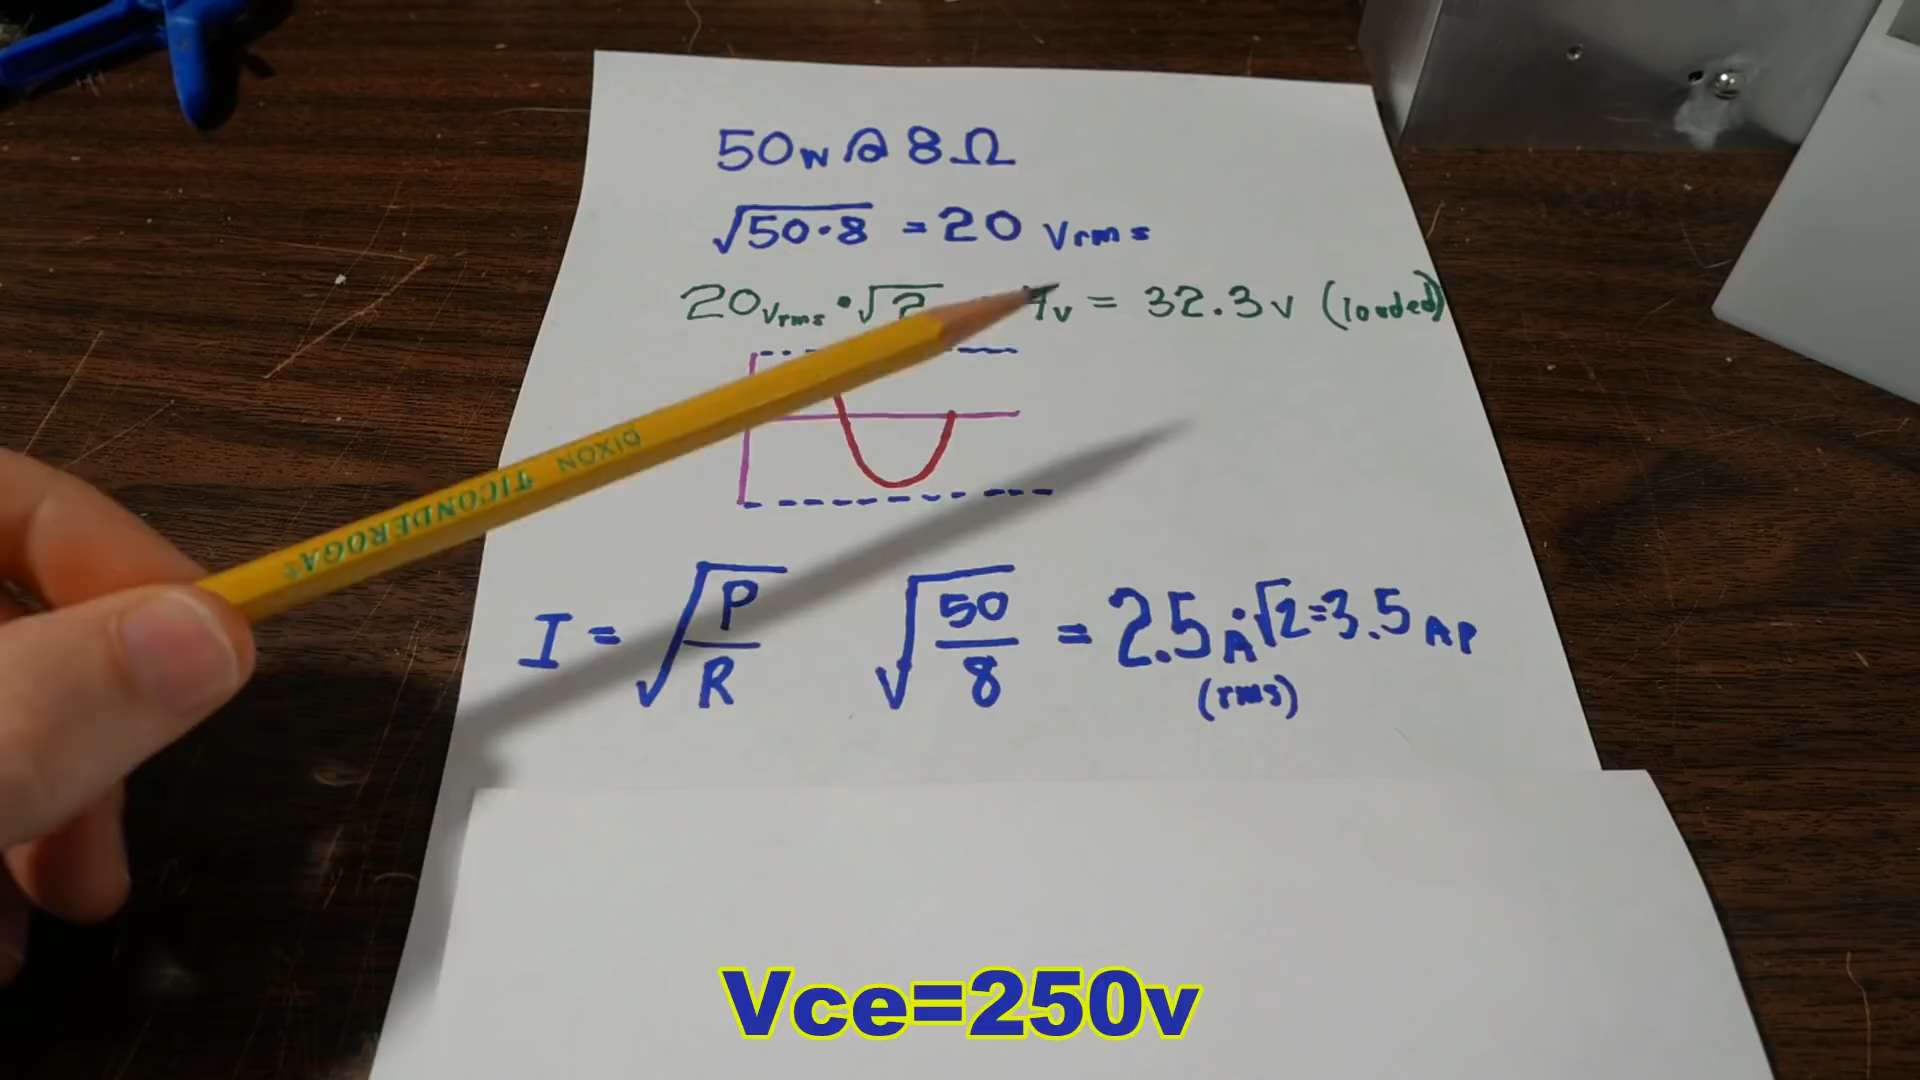 50W @ 8Ω
√50·8 = 20 Vrms
20Vrms · √2 4v = 32.3v (loaded)
DIXON TICONDEROGA
I = √P/R √50/8 = 2.5A·√2=3.5 AP
(rms)
Vce=250v